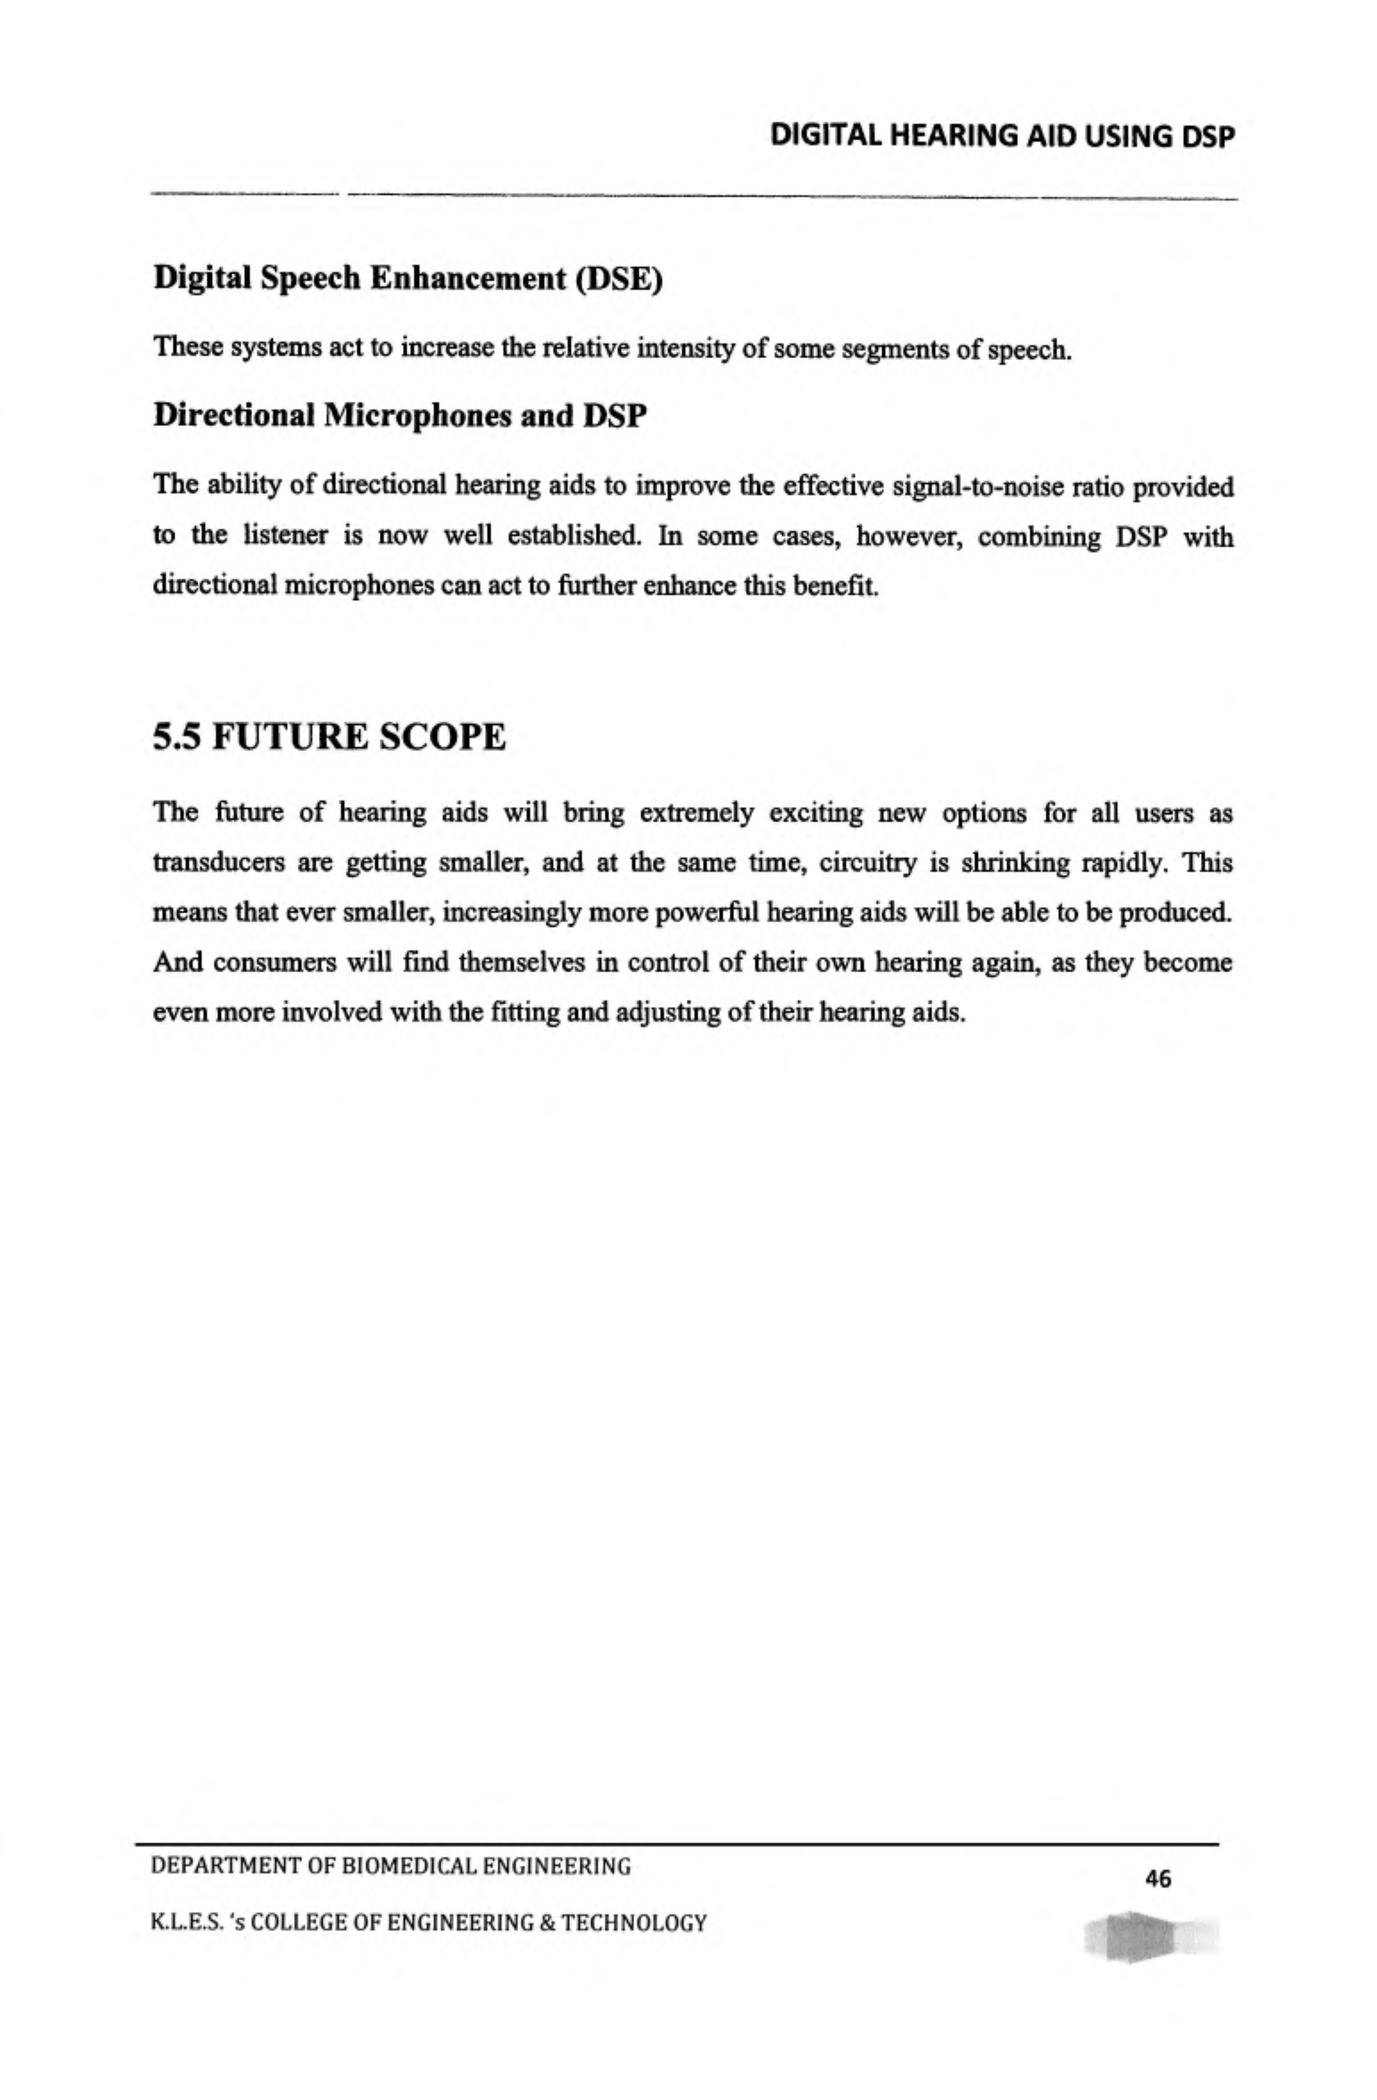 DIGITAL HEARING AID USING DSP
Digital Speech Enhancement (DSE)
These systems act to increase the relative intensity of some segments of speech.
Directional Microphones and DSP
The ability of directional hearing aids to improve the effective signal-to-noise ratio provided
to the listener is now well established. In some cases, however, combining DSP with
directional microphones can act to further enhance this benefit.
5.5 FUTURE SCOPE
The future of hearing aids will bring extremely exciting new options for all users as
transducers are getting smaller, and at the same time, circuitry is shrinking rapidly. This
means that ever smaller, increasingly more powerful hearing aids will be able to be produced.
And consumers will find themselves in control of their own hearing again, as they become
even more involved with the fitting and adjusting of their hearing aids.
DEPARTMENT OF BIOMEDICAL ENGINEERING
46
K.L.E.S. 's COLLEGE OF ENGINEERING & TECHNOLOGY